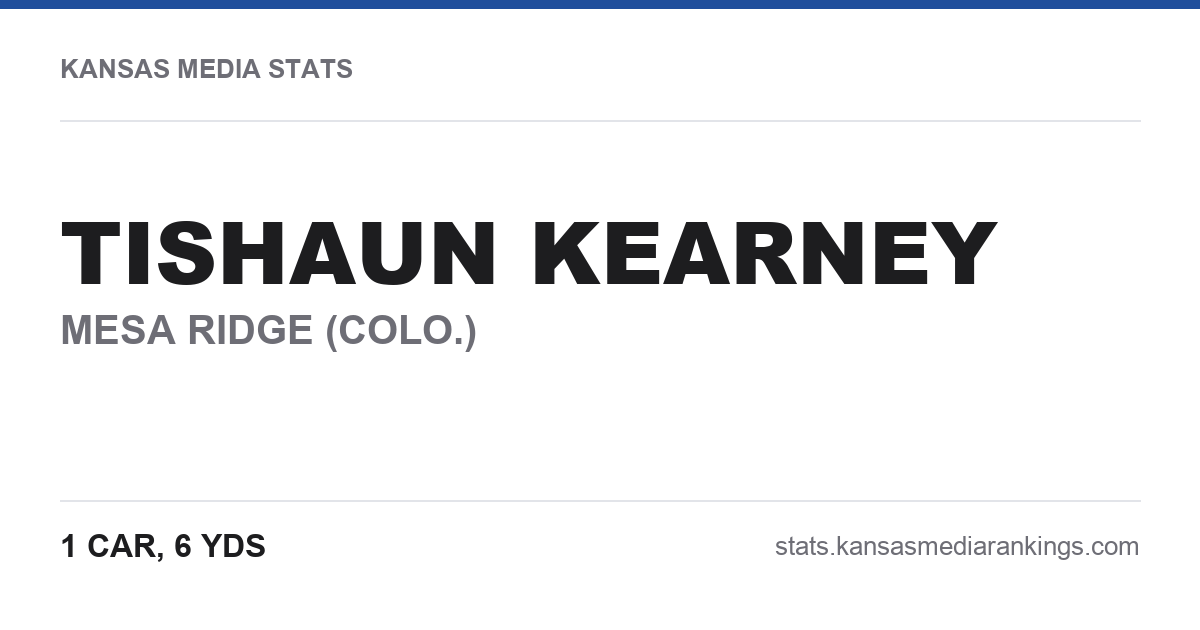 KANSAS MEDIA STATS
TISHAUN KEARNEY
MESA RIDGE (COLO.)
1 CAR, 6 YDS
stats.kansasmediarankings.com